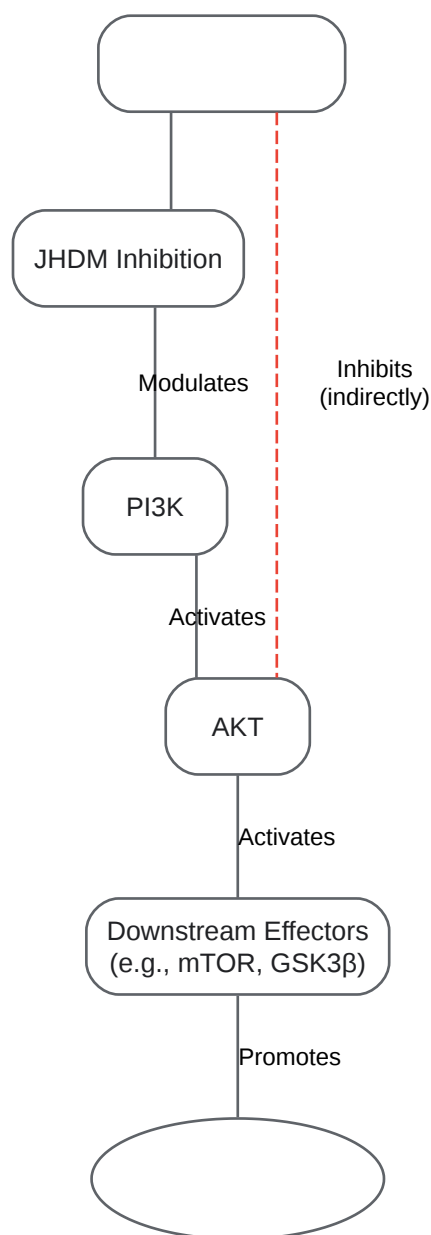 JHDM Inhibition
Modulates
Inhibits
(indirectly)
PI3K
Activates
AKT
Activates
Downstream Effectors
(e.g., mTOR, GSK3β)
Promotes